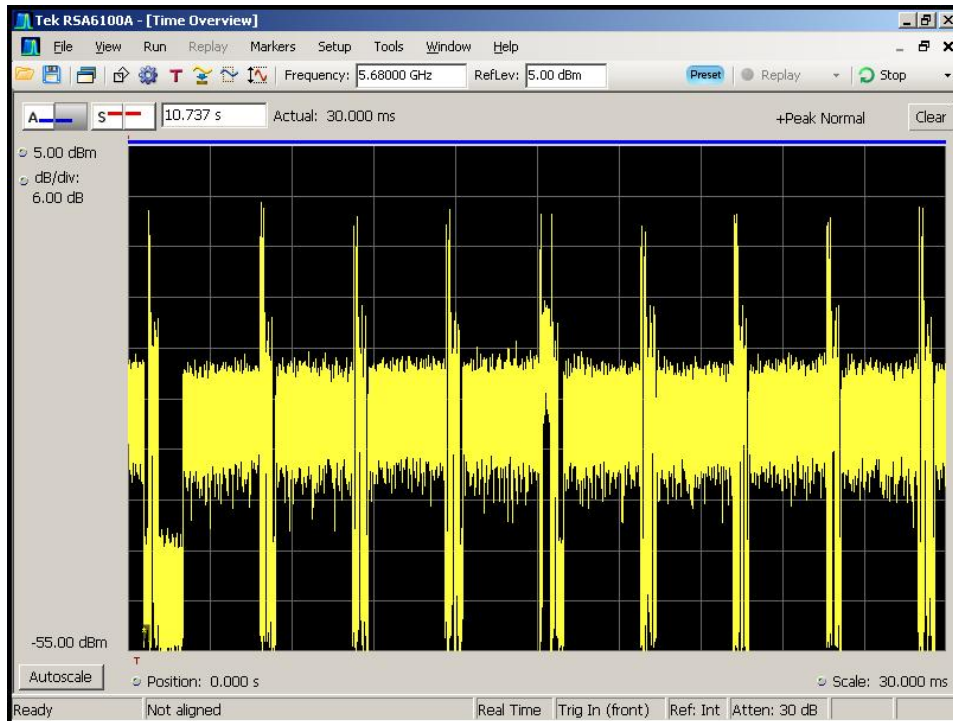 Tek RSA6100A - [Time Overview]
File View Run Replay Markers Setup Tools Window Help
T Frequency: 5.68000 GHz RefLev: 5.00 dBm Preset Replay Stop
A S 10.737 s Actual: 30.000 ms +Peak Normal Clear
5.00 dBm
dB/div:
6.00 dB
-55.00 dBm
T
Autoscale Position: 0.000 s Scale: 30.000 ms
Ready Not aligned Real Time Trig In (front) Ref: Int Atten: 30 dB